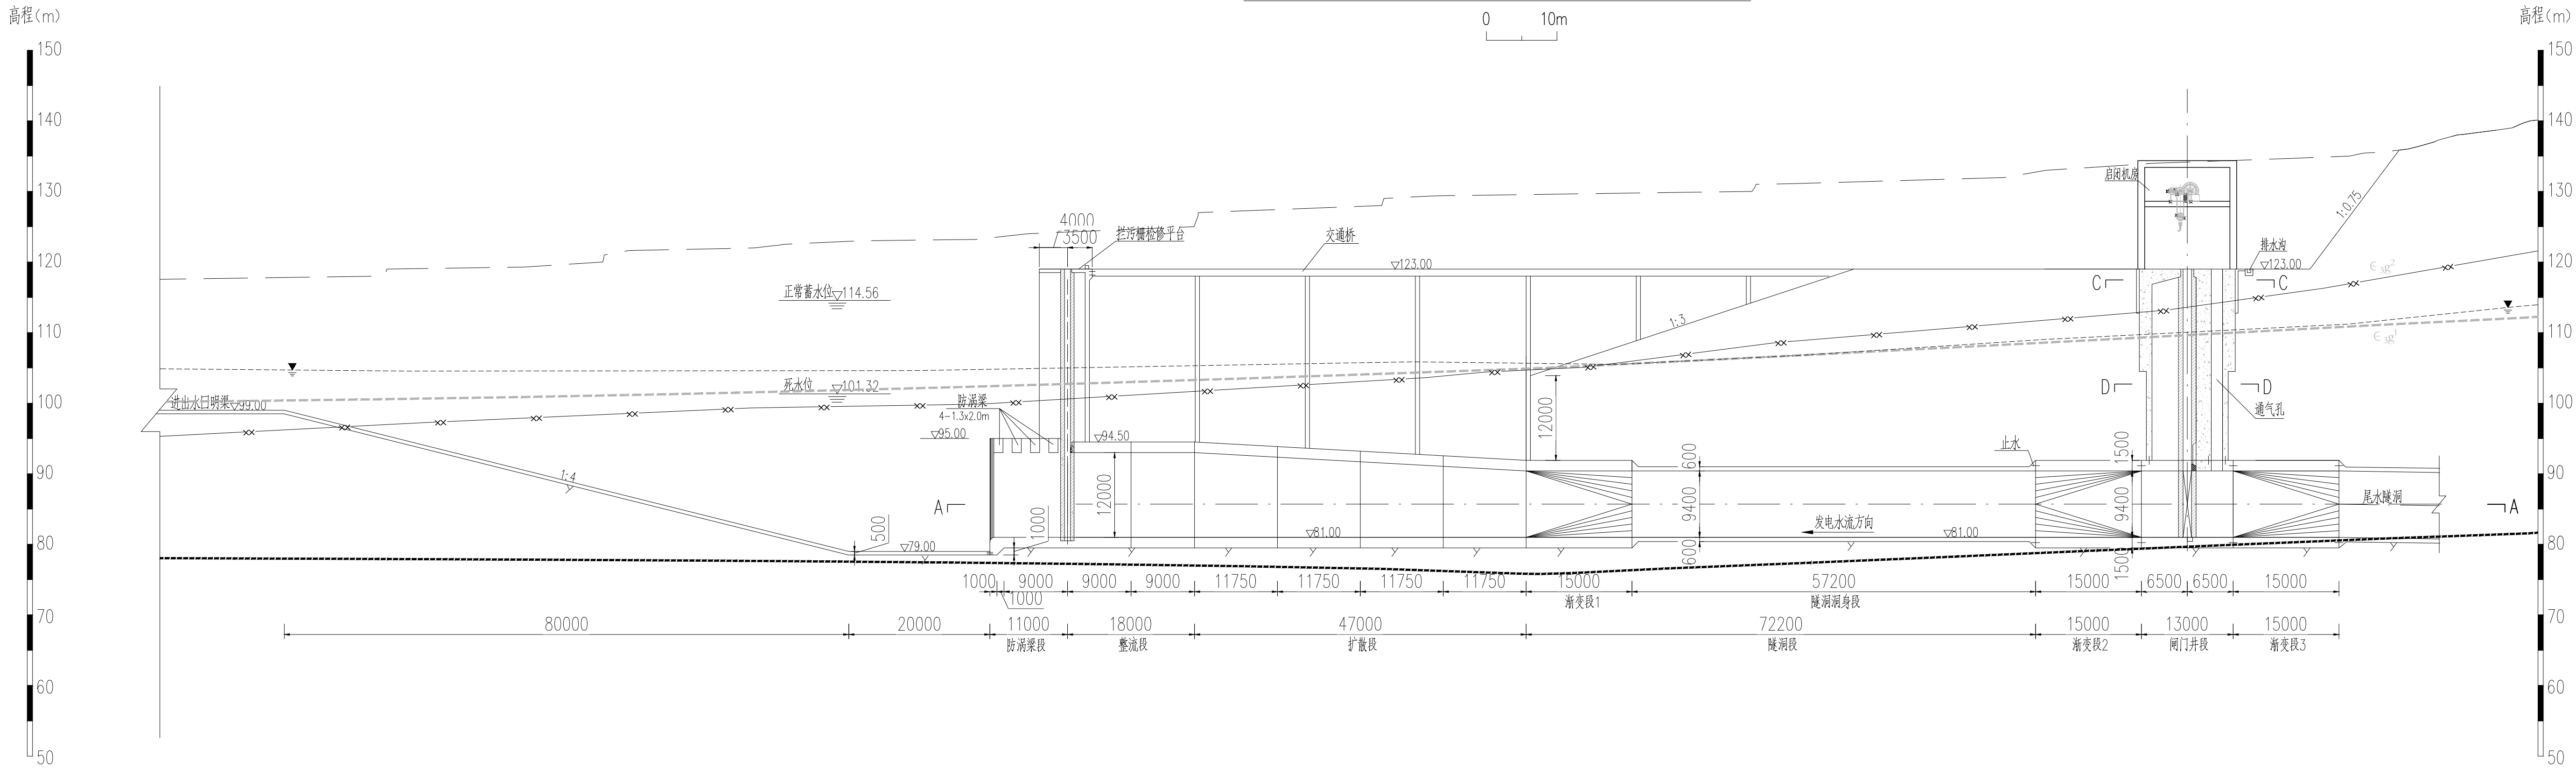 高程(m)
0 10m
高程(m)
150
140
130
120
110
100
90
80
70
60
50
150
140
130
120
110
100
90
80
70
60
50
启闭机房
1:0.75
4000
3500
拦污栅检修平台
交通桥
▽123.00
排水沟
▽123.00
∈3g²
C
C
正常蓄水位▽114.56
1:3
∈3g¹
死水位▽101.32
D
D
通气孔
进出水口明渠▽99.00
防涡梁
4-1.3x2.0m
▽95.00
▽94.50
12000
止水
1:4
600
1500
A
12000
9400
9400
尾水隧洞
A
500
1000
▽79.00
▽81.00
发电水流方向
▽81.00
600
1500
1000
9000
9000
9000
11750
11750
11750
11750
15000
57200
15000
6500
6500
15000
1000
渐变段1
隧洞洞身段
80000
20000
11000
18000
47000
72200
15000
13000
15000
防涡梁段
整流段
扩散段
隧洞段
渐变段2
闸门井段
渐变段3